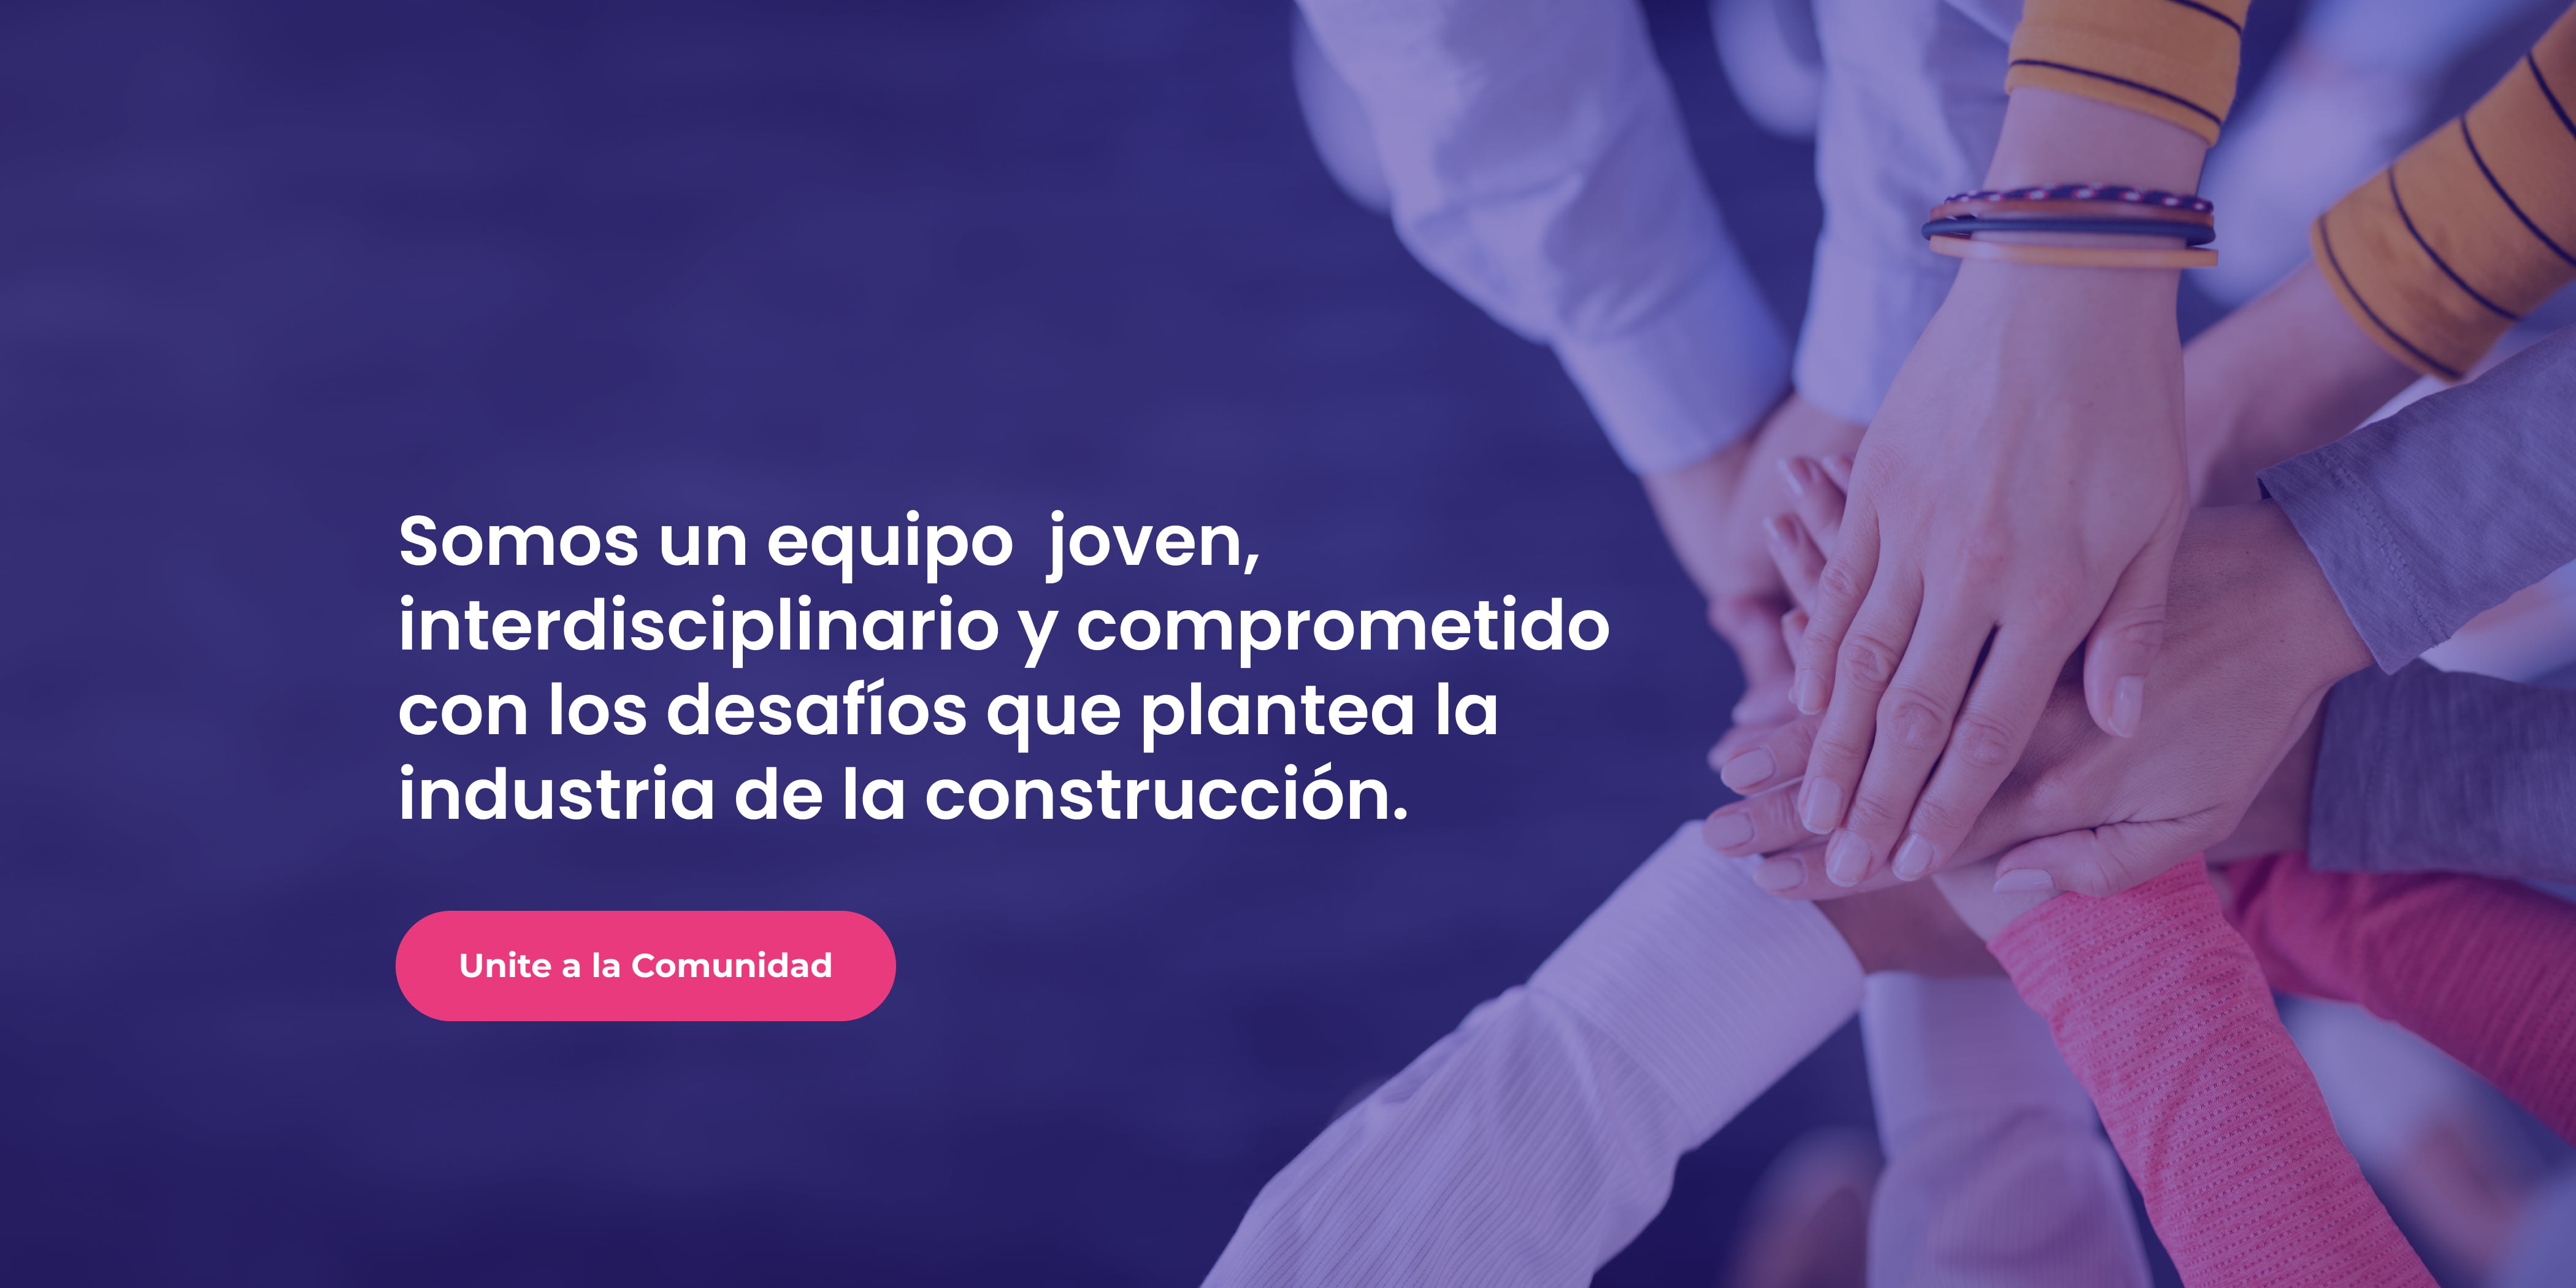 Somos un equipo  joven,
interdisciplinario y comprometido
con los desafíos que plantea la
industria de la construcción.
Unite a la Comunidad